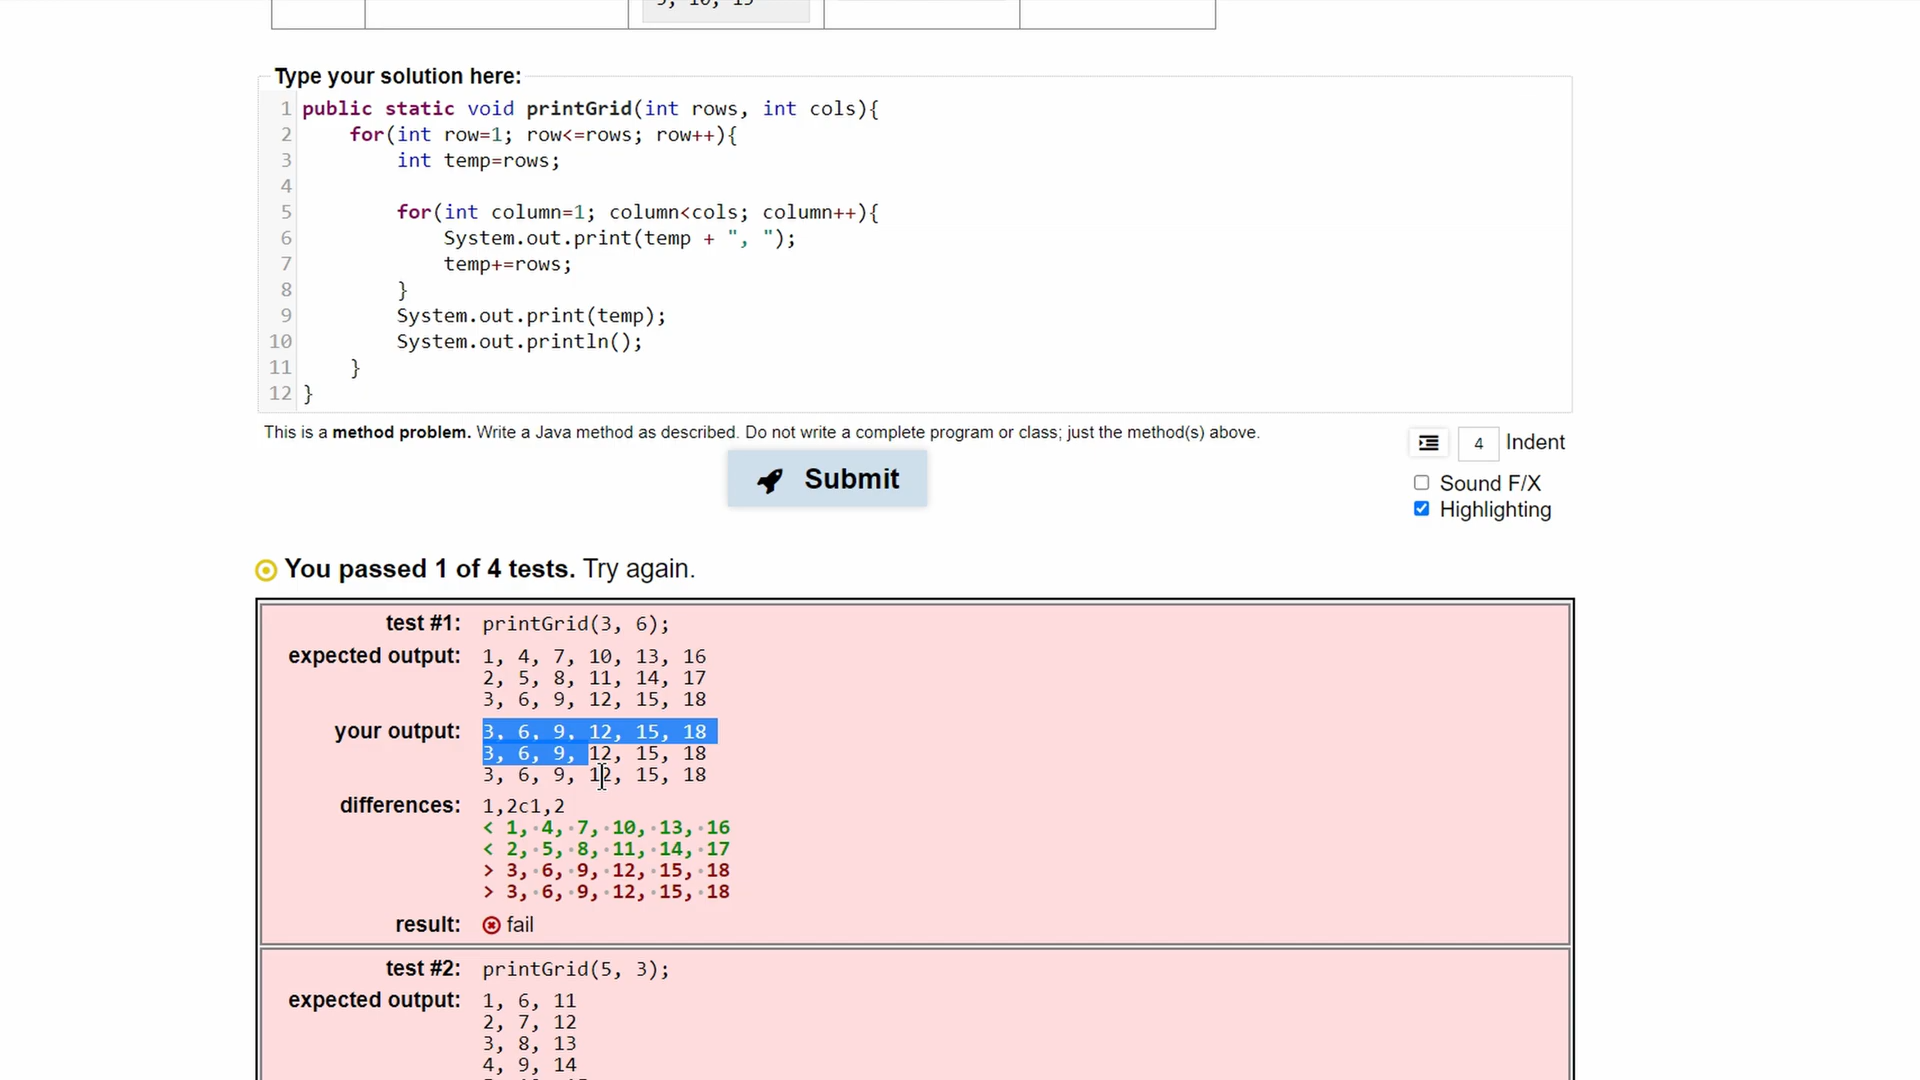 Type your solution here:
1 public static void printGrid(int rows, int cols){
2 for(int row=1; row<=rows; row++){
3 int temp=rows;
4
5 for(int column=1; column<cols; column++){
6 System.out.print(temp + ", ");
7 temp+=rows;
8 }
9 System.out.print(temp);
10 System.out.println();
11 }
12 }
This is a method problem. Write a Java method as described. Do not write a complete program or class; just the method(s) above.
4 Indent
Submit
Sound F/X
Highlighting
You passed 1 of 4 tests. Try again.
test #1: printGrid(3, 6);
expected output: 1, 4, 7, 10, 13, 16
2, 5, 8, 11, 14, 17
3, 6, 9, 12, 15, 18
your output: 3, 6, 9, 12, 15, 18
3, 6, 9, 12, 15, 18
3, 6, 9, 12, 15, 18
differences: 1,2c1,2
< 1,·4,·7,·10,·13,·16
< 2,·5,·8,·11,·14,·17
> 3,·6,·9,·12,·15,·18
> 3,·6,·9,·12,·15,·18
result: fail
test #2: printGrid(5, 3);
expected output: 1, 6, 11
2, 7, 12
3, 8, 13
4, 9, 14